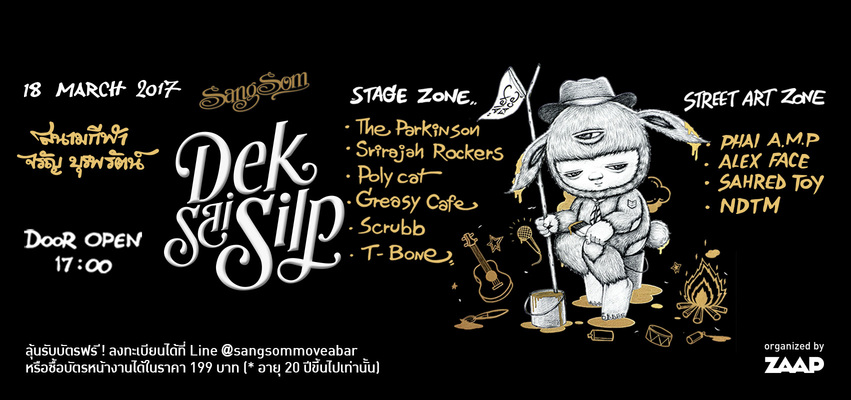 18 MARCH 2017
สนามกีฬา
จรัญ บุรพรัตน์
DOOR OPEN
17:00
SangSom
Dek
Sai
Silp
STAGE ZONE..
· The Parkinson
· Srirajah Rockers
· Poly cat
· Greasy Cafe
· Scrubb
· T-Bone
STREET ART ZONE
· PHAI A.M.P
· ALEX FACE
· SAHRED TOY
· NDTM
ลุ้นรับบัตรฟรี ! ลงทะเบียนได้ที่ Line @sangsommoveabar
หรือซื้อบัตรหน้างานได้ในราคา 199 บาท (* อายุ 20 ปีขึ้นไปเท่านั้น)
organized by
ZAAP